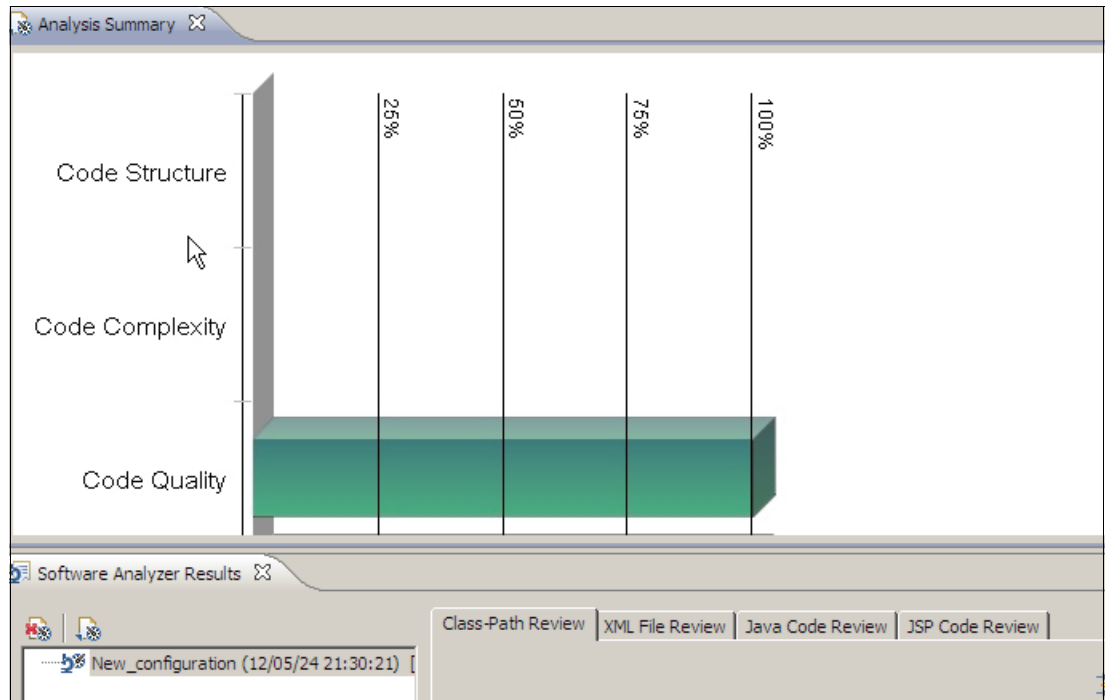 Analysis Summary
25%
50%
75%
100%
Code Structure
Code Complexity
Code Quality
Software Analyzer Results
Class-Path Review
XML File Review
Java Code Review
JSP Code Review
New_configuration (12/05/24 21:30:21) [